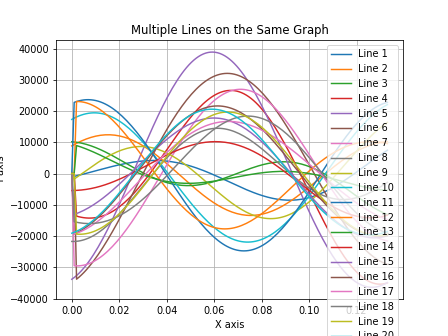 Multiple Lines on the Same Graph
40000
30000
20000
10000
0
−10000
−20000
−30000
−40000
0.00 0.02 0.04 0.06 0.08 0.10
X axis
Line 1
Line 2
Line 3
Line 4
Line 5
Line 6
Line 7
Line 8
Line 9
Line 10
Line 11
Line 12
Line 13
Line 14
Line 15
Line 16
Line 17
Line 18
Line 19
Line 20